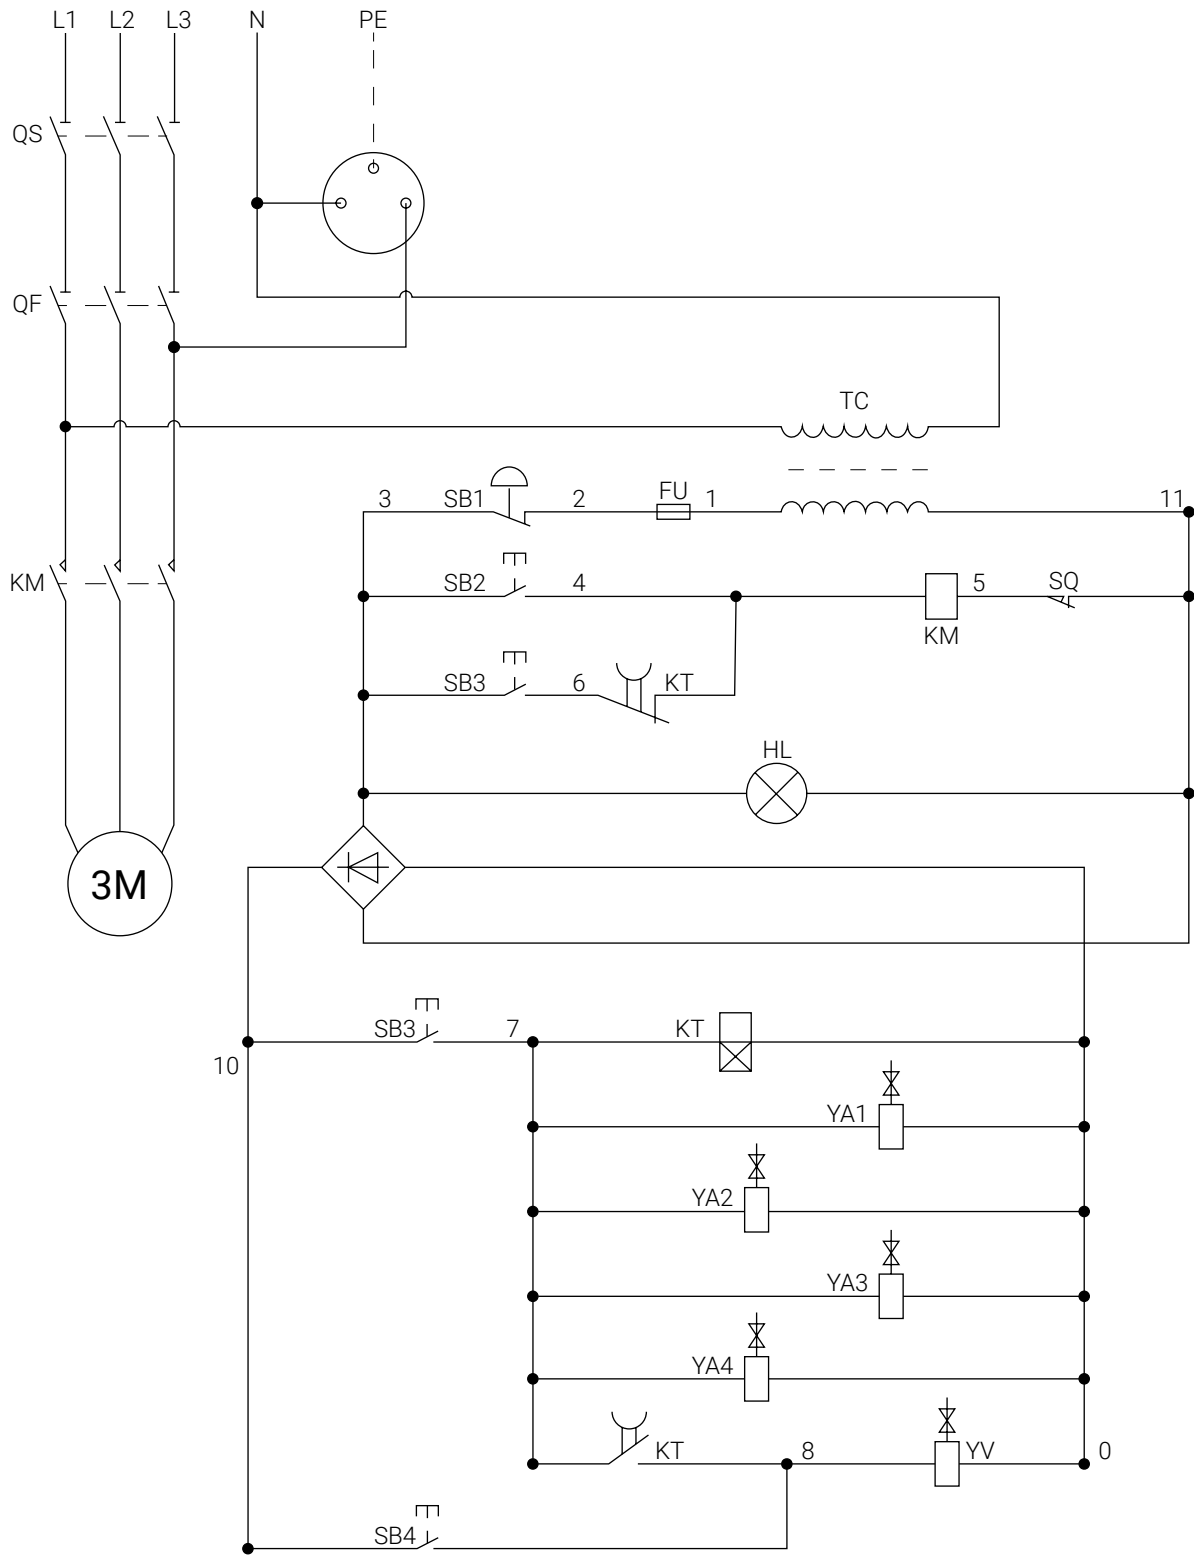 L1 L2 L3 N PE
QS
QF
TC
3 SB1 2 FU 1 11
KM SB2 4 KM 5 SQ
SB3 6 KT
HL
3M
SB3 7 KT
10
YA1
YA2
YA3
YA4
KT 8 YV 0
SB4